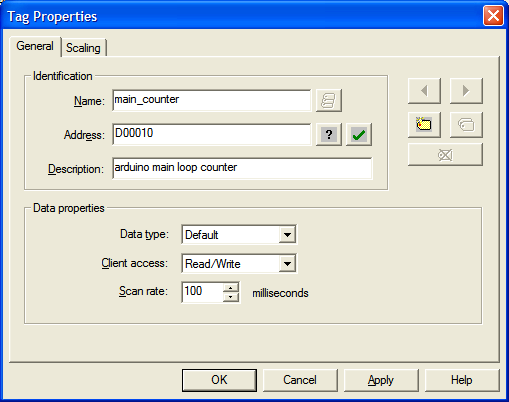 Tag Properties
General Scaling
Identification
Name: main_counter
Address: D00010 ?
Description: arduino main loop counter
Data properties
Data type: Default
Client access: Read/Write
Scan rate: 100 milliseconds
OK Cancel Apply Help